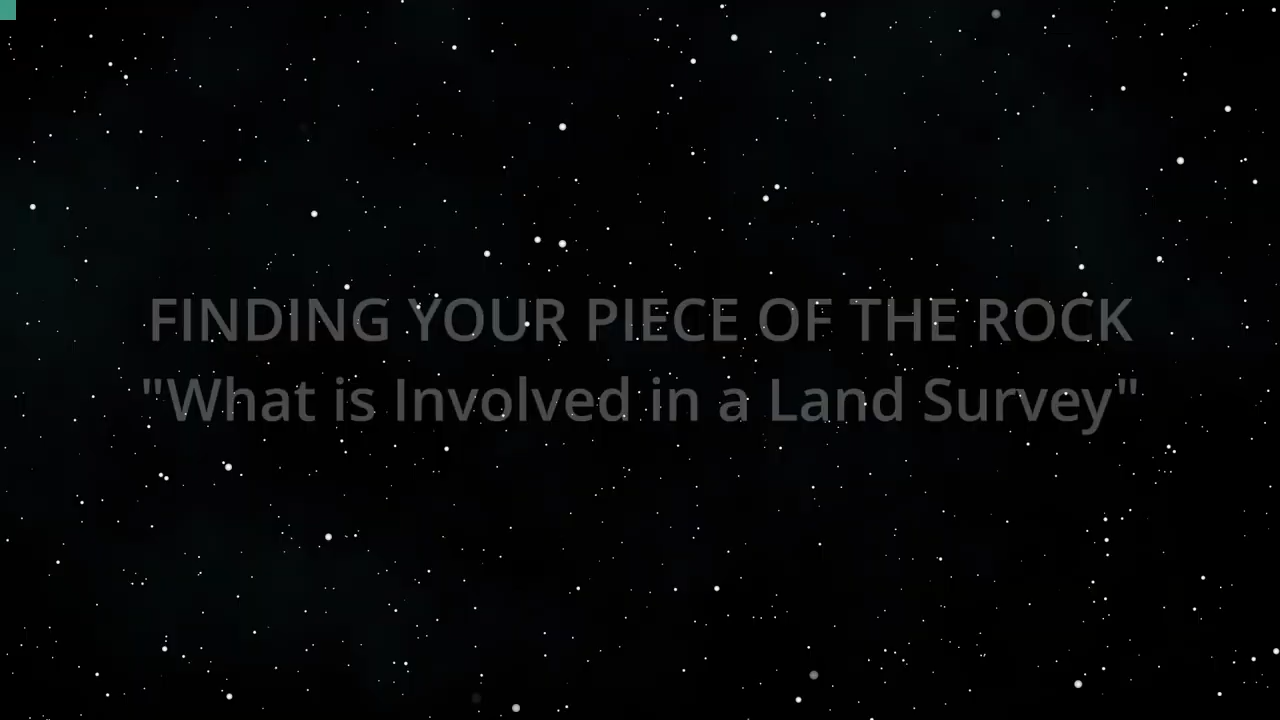 FINDING YOUR PIECE OF THE ROCK
"What is Involved in a Land Survey"